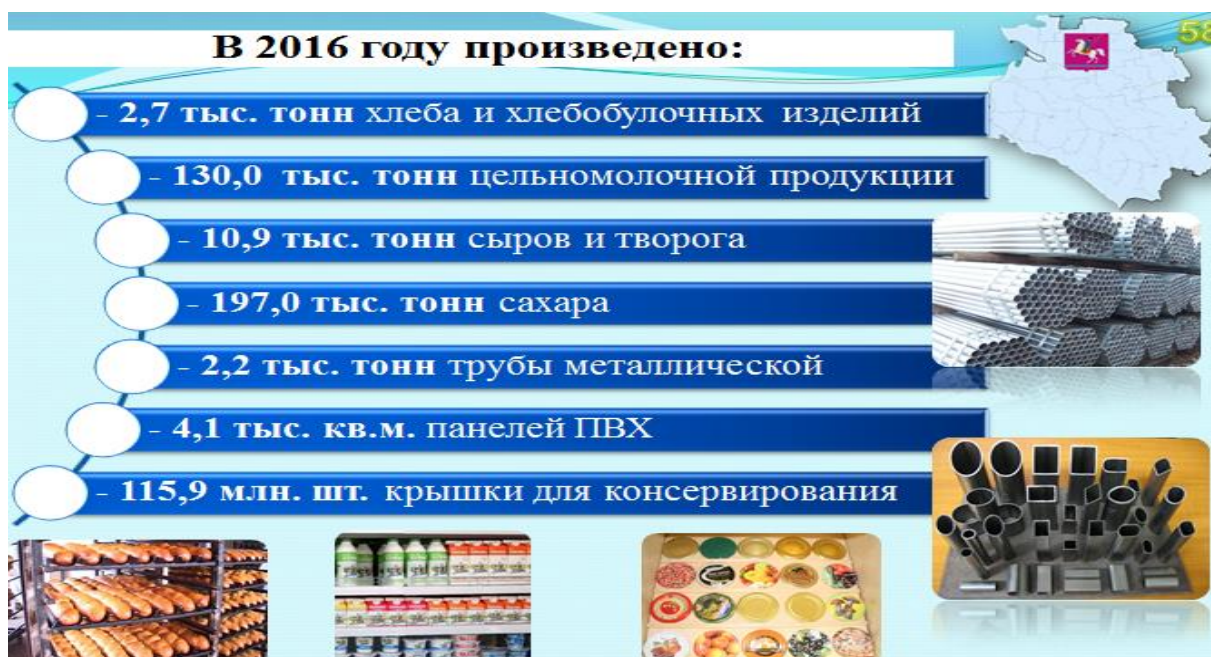 В 2016 году произведено:
58
- 2,7 тыс. тонн хлеба и хлебобулочных изделий
- 130,0 тыс. тонн цельномолочной продукции
- 10,9 тыс. тонн сыров и творога
- 197,0 тыс. тонн сахара
- 2,2 тыс. тонн трубы металлической
- 4,1 тыс. кв.м. панелей ПВХ
- 115,9 млн. шт. крышки для консервирования